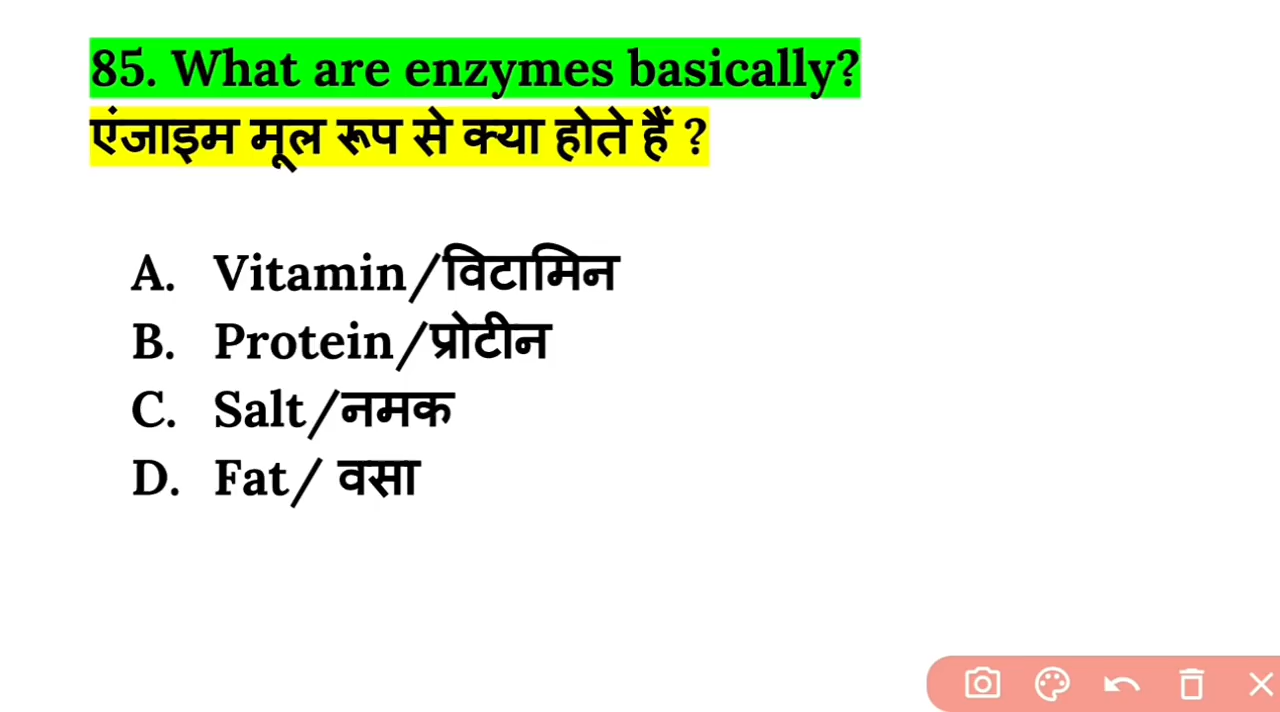 85. What are enzymes basically?
एंजाइम मूल रूप से क्या होते हैं ?
A. Vitamin/विटामिन
B. Protein/प्रोटीन
C. Salt/नमक
D. Fat/ वसा